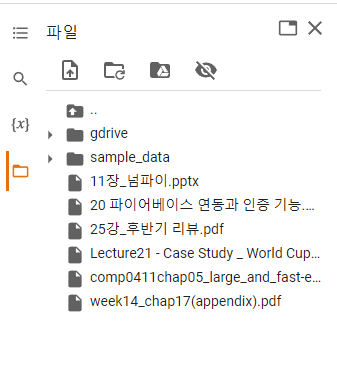 파일
{x}
..
gdrive
sample_data
11장_넘파이.pptx
20 파이어베이스 연동과 인증 기능....
25강_후반기 리뷰.pdf
Lecture21 - Case Study _ World Cup...
comp0411chap05_large_and_fast-e...
week14_chap17(appendix).pdf